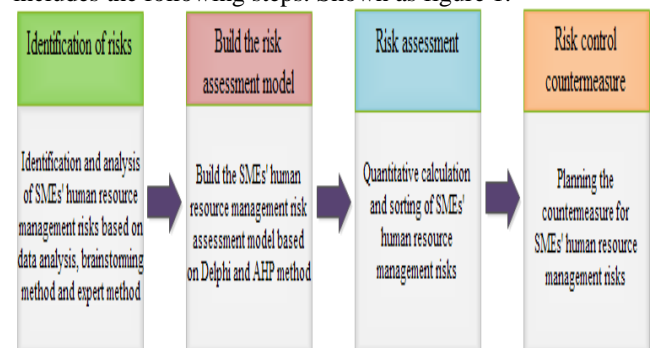 includes the following steps. Shown as figure 1.
Identification of risks
Identification and analysis
of SMEs' human resource
management risks based on
data analysis, brainstorming
method and expert method
Build the risk
assessment model
Build the SMEs' human
resource management risk
assessment model based
on Delphi and AHP method
Risk assessment
Quantitative calculation
and sorting of SMEs'
human resource
management risks
Risk control
countermeasure
Planning the
countermeasure for
SMEs' human resource
management risks